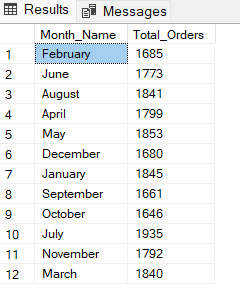 Results Messages
Month_Name Total_Orders
1 February 1685
2 June 1773
3 August 1841
4 April 1799
5 May 1853
6 December 1680
7 January 1845
8 September 1661
9 October 1646
10 July 1935
11 November 1792
12 March 1840